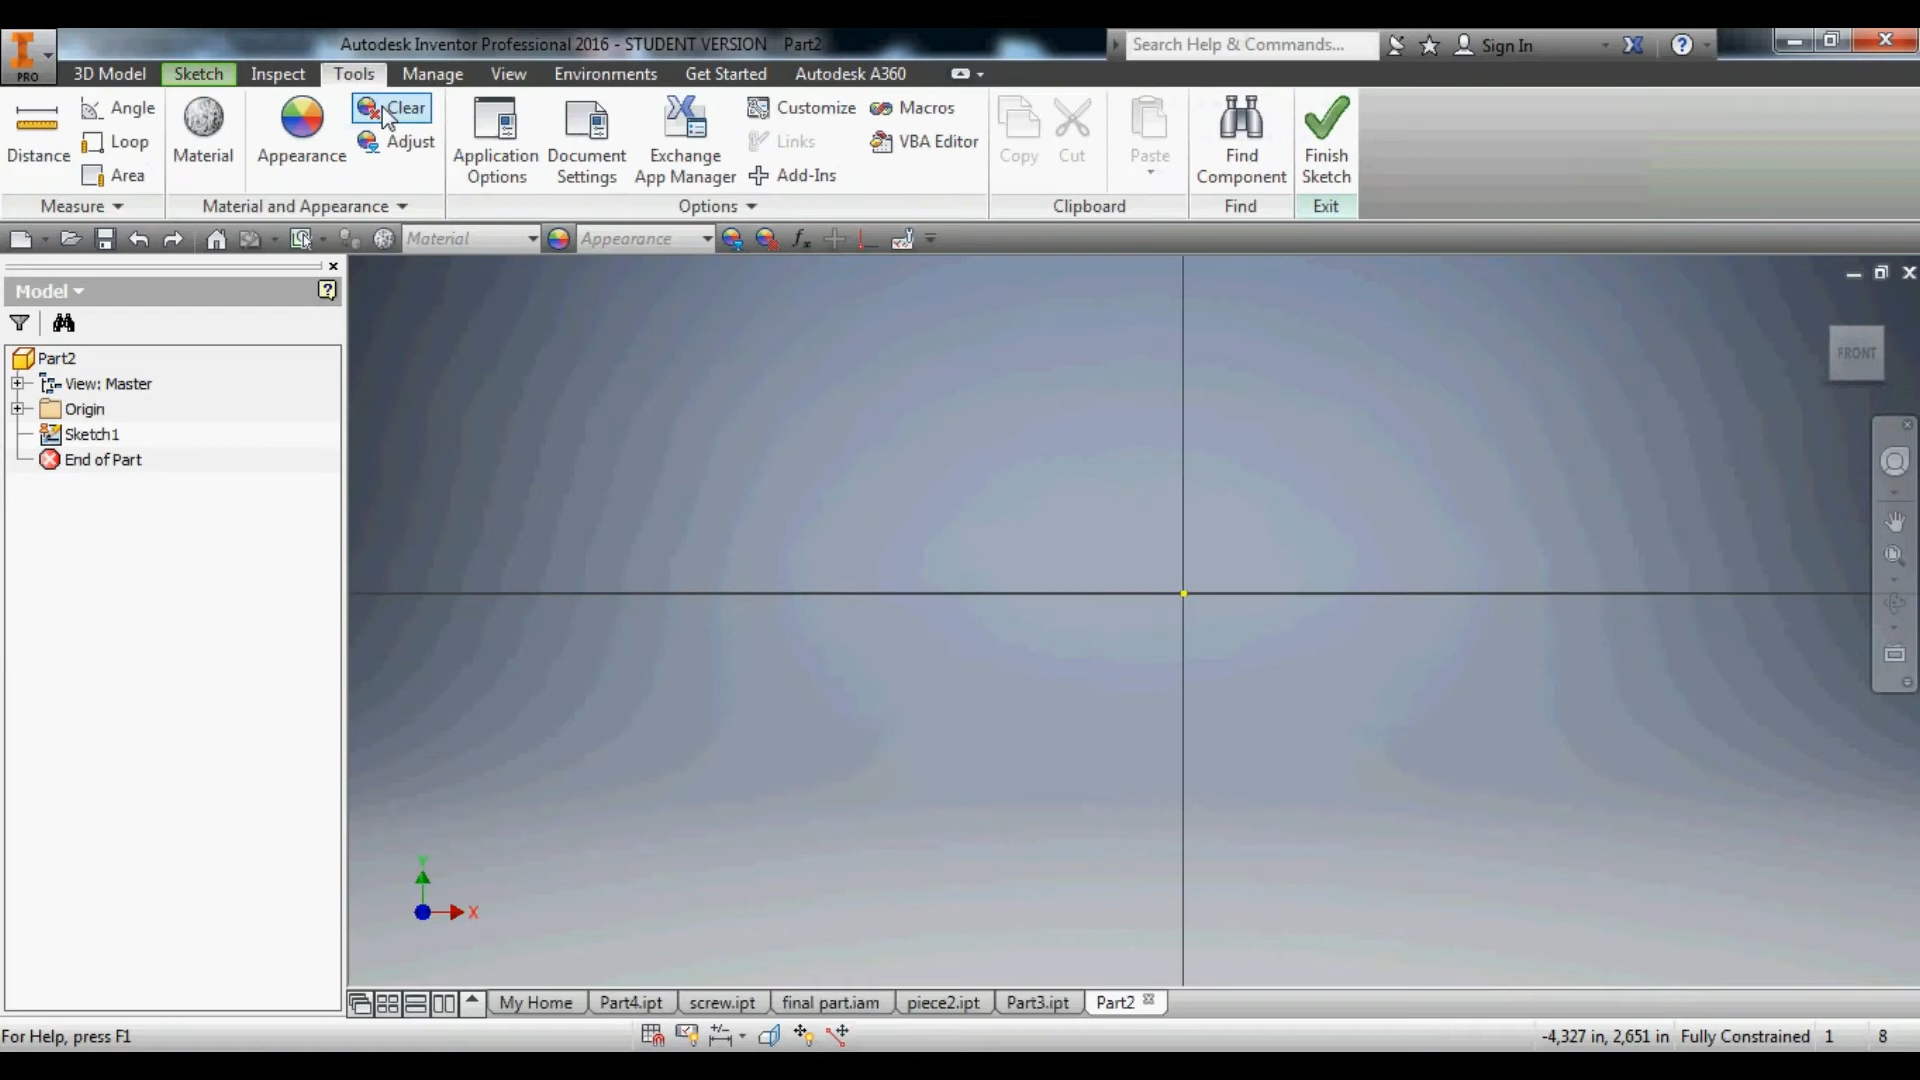 Autodesk Inventor Professional 2016 - STUDENT VERSION Part2
Search Help & Commands...
Sign In
PRO
3D Model Sketch Inspect Tools Manage View Environments Get Started Autodesk A360
Distance
Angle
Loop
Area
Material
Appearance
Clear
Adjust
Application Options
Document Settings
Exchange App Manager
Customize
Links
Add-Ins
Macros
VBA Editor
Copy
Cut
Paste
Find Component
Finish Sketch
Measure
Material and Appearance
Options
Clipboard
Find
Exit
Material
Appearance
fx
Model
Part2
View: Master
Origin
Sketch1
End of Part
FRONT
Y
X
My Home Part4.ipt screw.ipt final part.iam piece2.ipt Part3.ipt Part2
For Help, press F1
-4,327 in, 2,651 in Fully Constrained 1 8